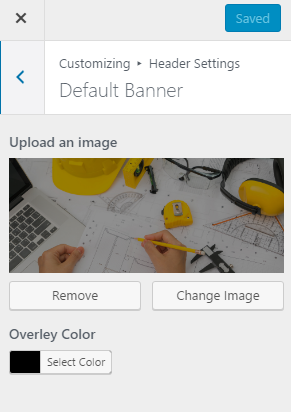 Saved
Customizing ▸ Header Settings
Default Banner
Upload an image
Remove
Change Image
Overley Color
Select Color